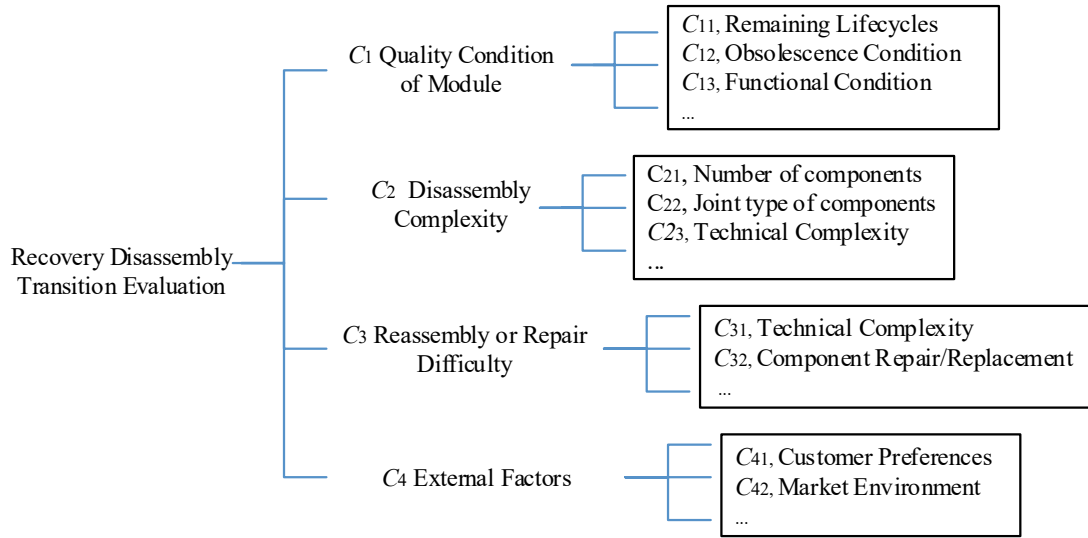 Recovery Disassembly
Transition Evaluation
C1 Quality Condition
of Module
C11, Remaining Lifecycles
C12, Obsolescence Condition
C13, Functional Condition
...
C2 Disassembly
Complexity
C21, Number of components
C22, Joint type of components
C23, Technical Complexity
...
C3 Reassembly or Repair
Difficulty
C31, Technical Complexity
C32, Component Repair/Replacement
...
C4 External Factors
C41, Customer Preferences
C42, Market Environment
...